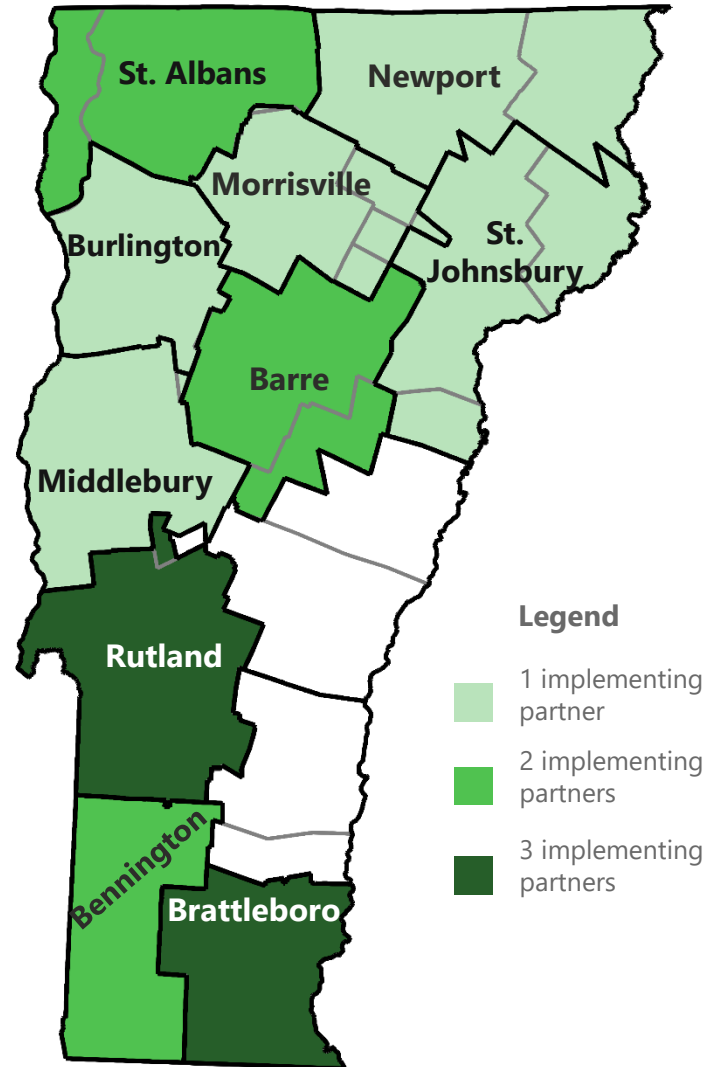 St. Albans
Newport
Morrisville
Burlington
St.
Johnsbury
Barre
Middlebury
Rutland
Bennington
Brattleboro
Legend
1 implementing
partner
2 implementing
partners
3 implementing
partners